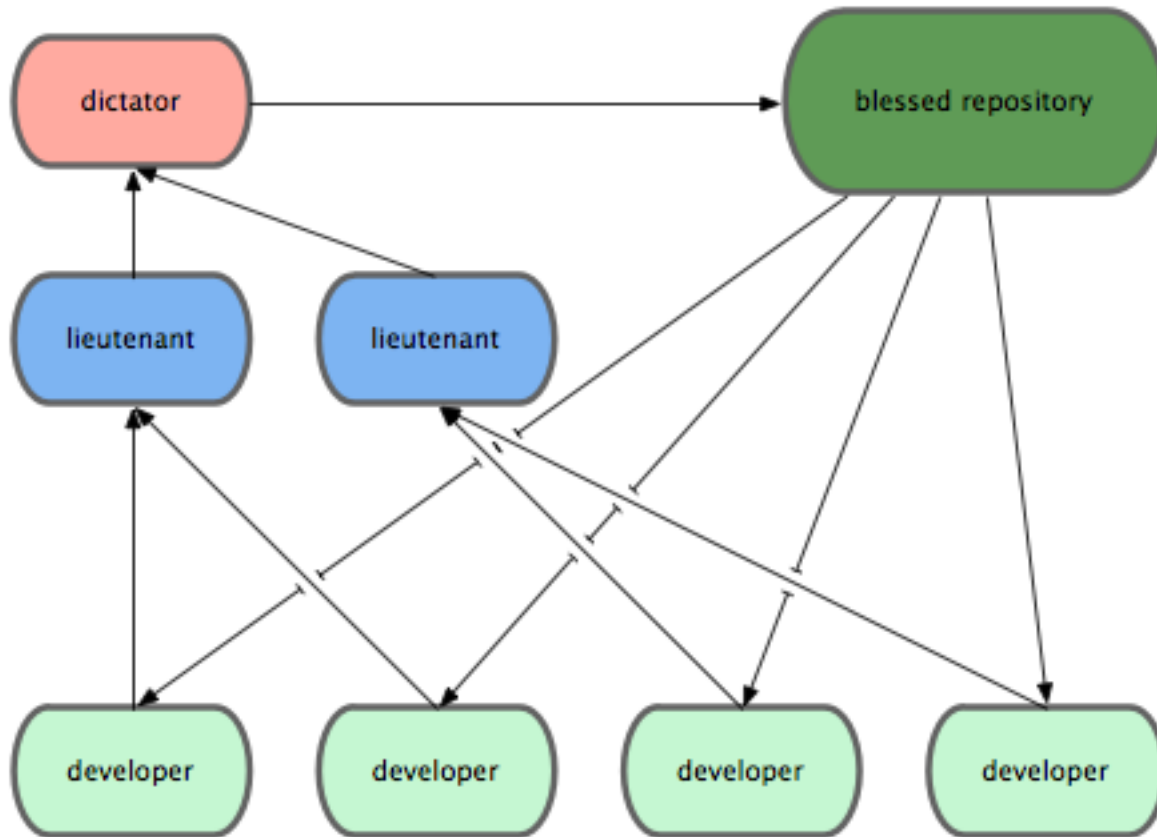 dictator
blessed repository
lieutenant
lieutenant
developer
developer
developer
developer